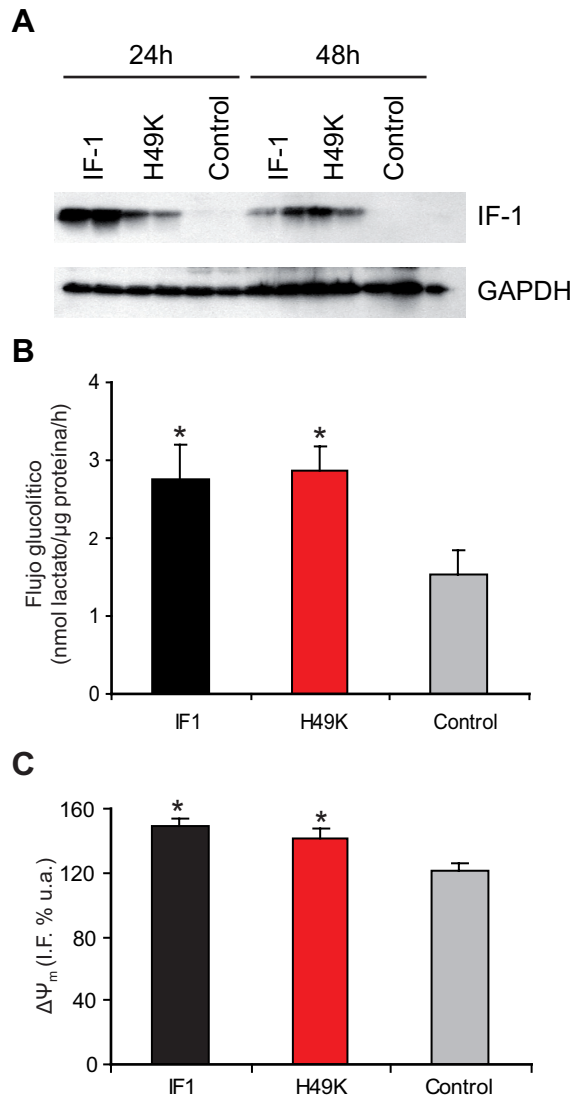 A
24h 48h
IF-1 H49K Control IF-1 H49K Control
IF-1
GAPDH
B
Flujo glucolítico
(nmol lactato/µg proteína/h)
4
3
2
1
0
* *
IF1 H49K Control
C
ΔΨm (I.F. % u.a.)
160
120
80
40
0
* *
IF1 H49K Control